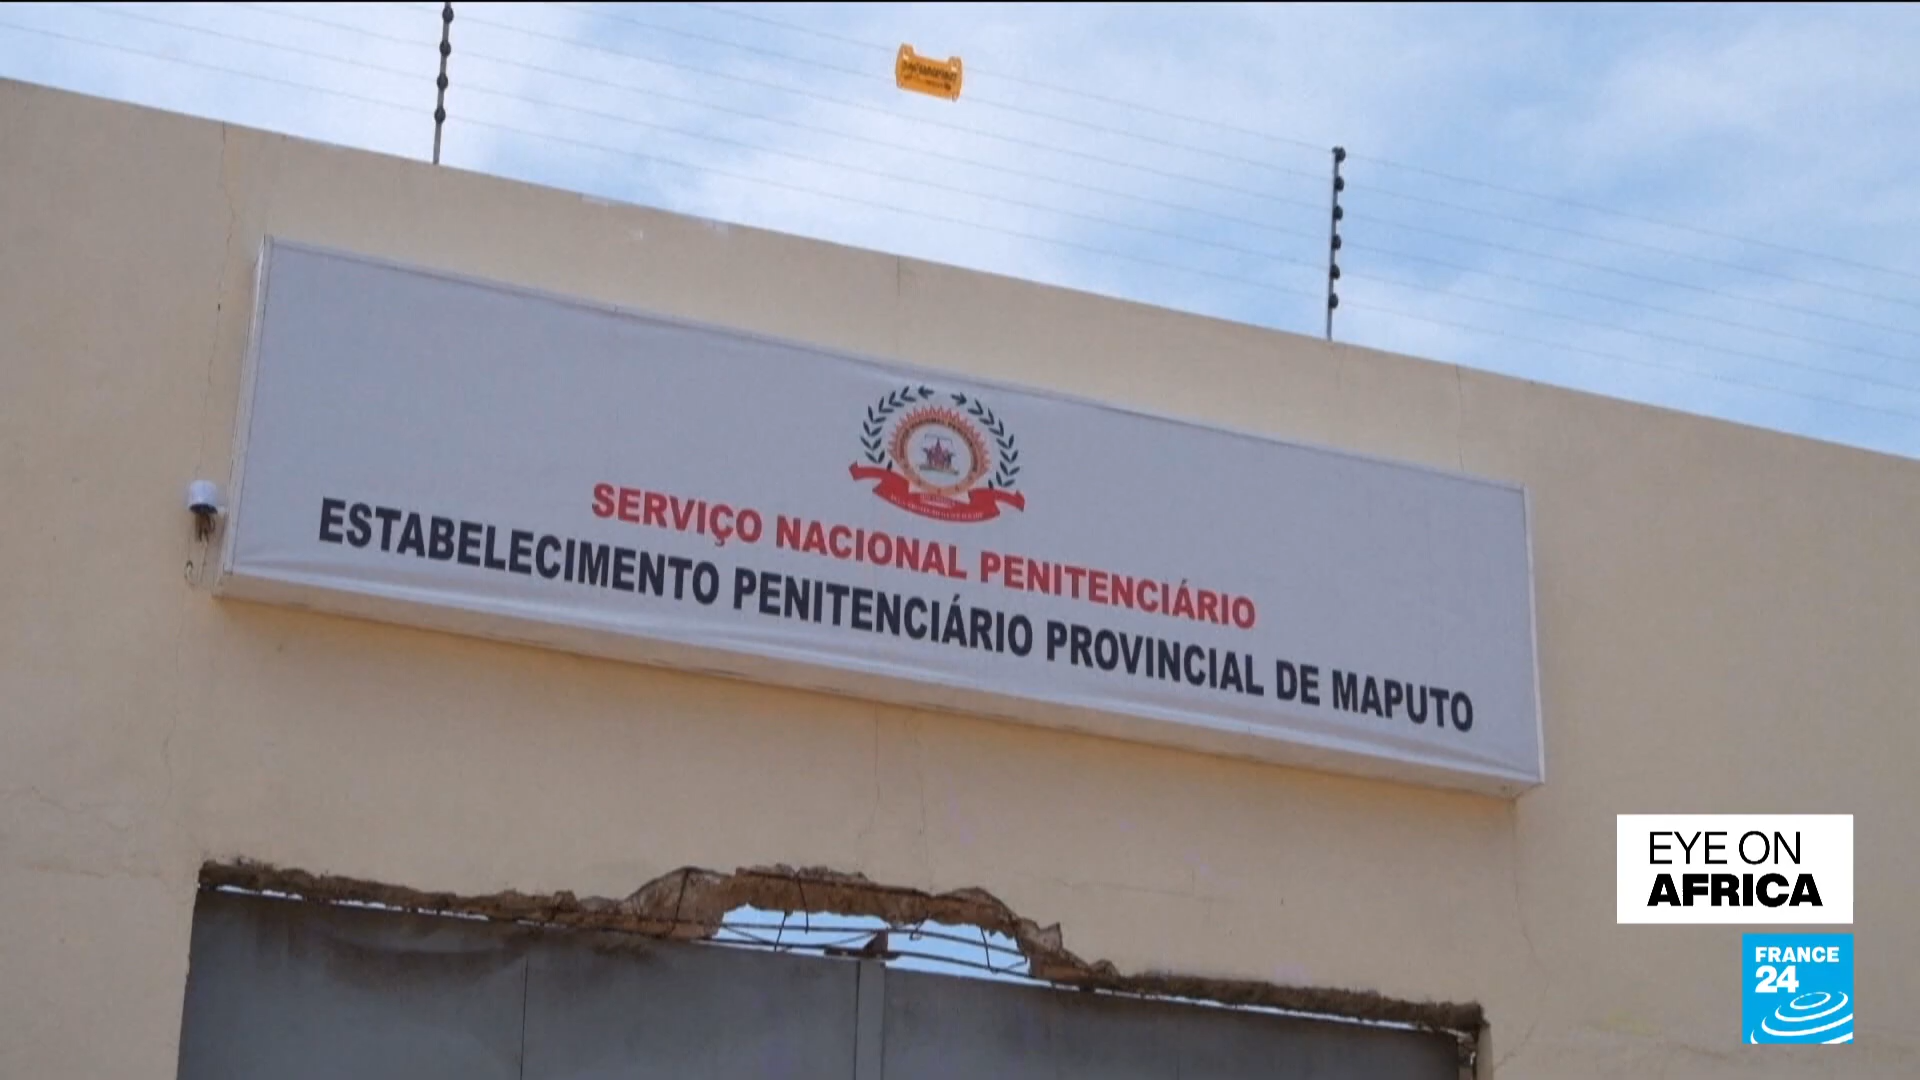 SERVIÇO NACIONAL PENITENCIÁRIO
ESTABELECIMENTO PENITENCIÁRIO PROVINCIAL DE MAPUTO
EYE ON
AFRICA
FRANCE
24